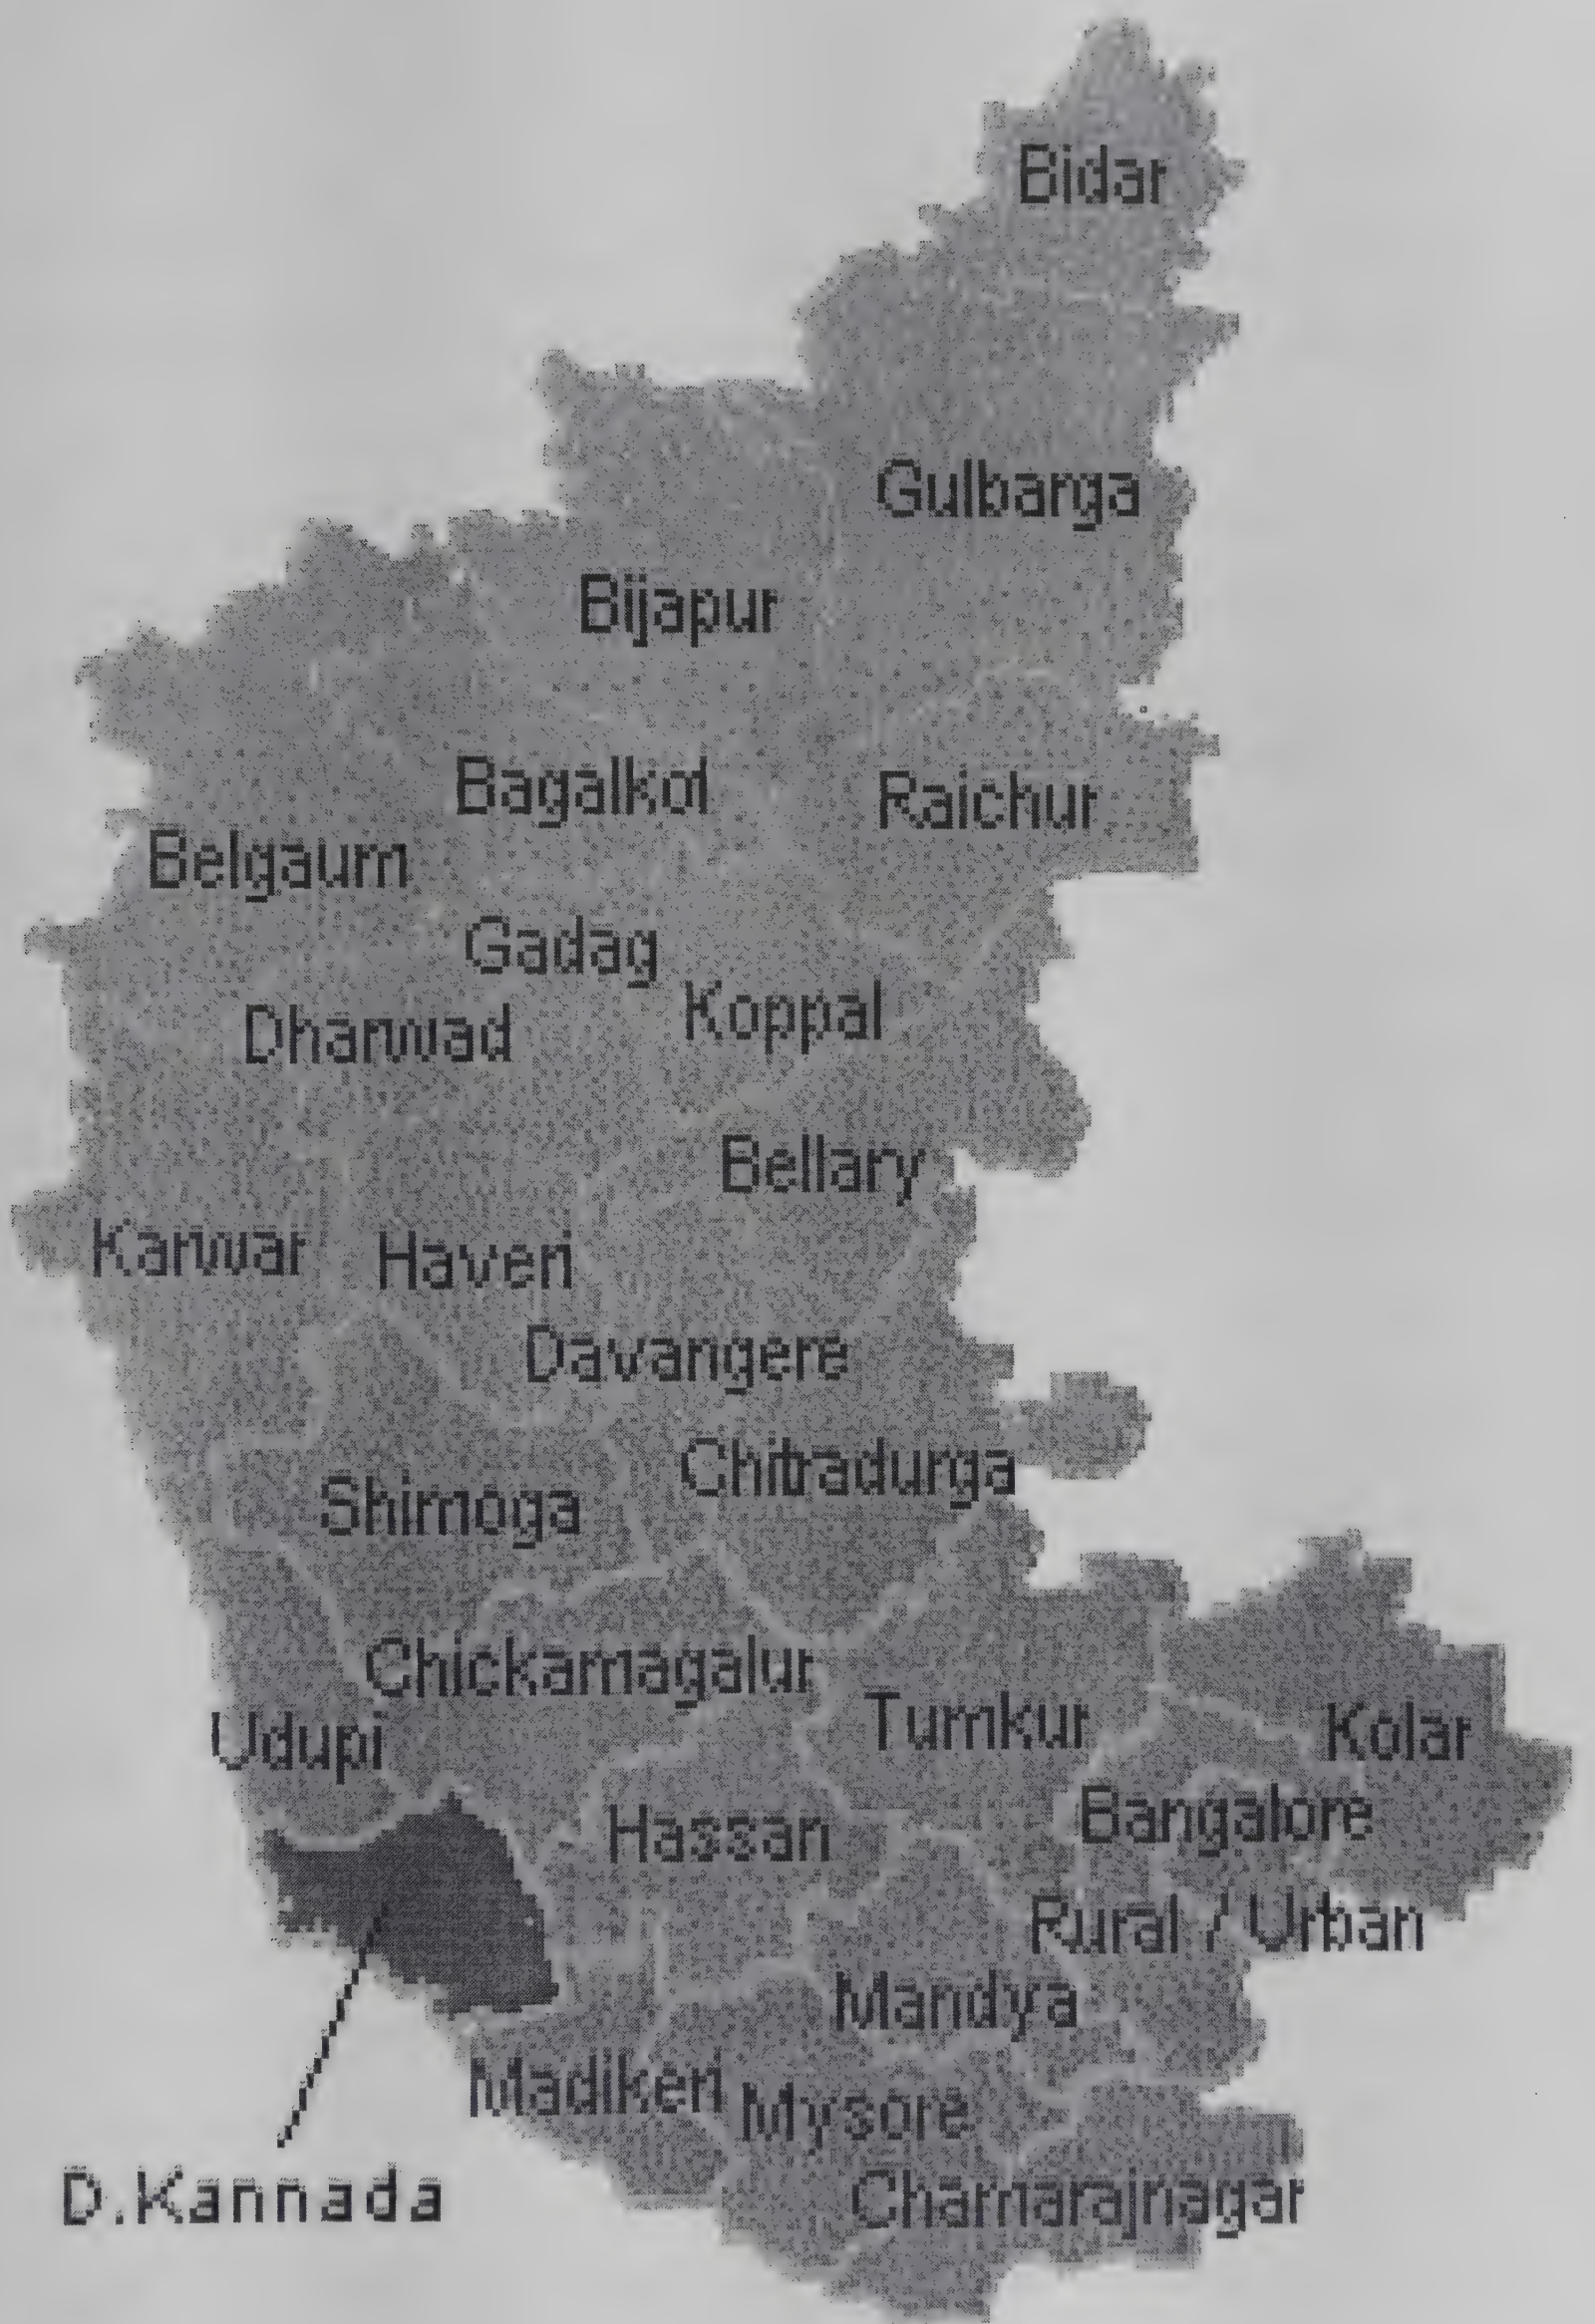 Bidar
Gulbarga
Bijapur
Bagalkot
Raichur
Belgaum
Gadag
Koppal
Dharwad
Bellary
Karwar
Haveri
Davangere
Chitradurga
Shimoga
Chickamagalur
Udupi
Tumkur
Kolar
Bangalore
Hassan
Rural / Urban
Mandya
Madikeri
Mysore
Chamarajnagar
D.Kannada